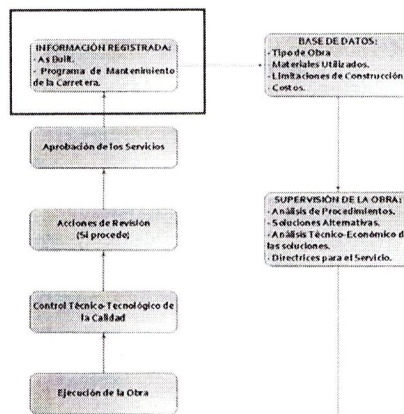 INFORMACIÓN REGISTRADA:
- As Built.
- Programa de Mantenimiento
de la Carretera.
BASE DE DATOS:
- Tipo de Obra
- Materiales Utilizados.
- Limitaciones de Construcción
- Costos.
Aprobación de los Servicios
Acciones de Revisión
(Si procede)
SUPERVISIÓN DE LA OBRA:
- Análisis de Procedimientos.
- Soluciones Alternativas.
- Análisis Técnico-Económico d
las soluciones.
- Directrices para el Servicio.
Control Técnico-Tecnológico de
la Calidad
Ejecución de la Obra